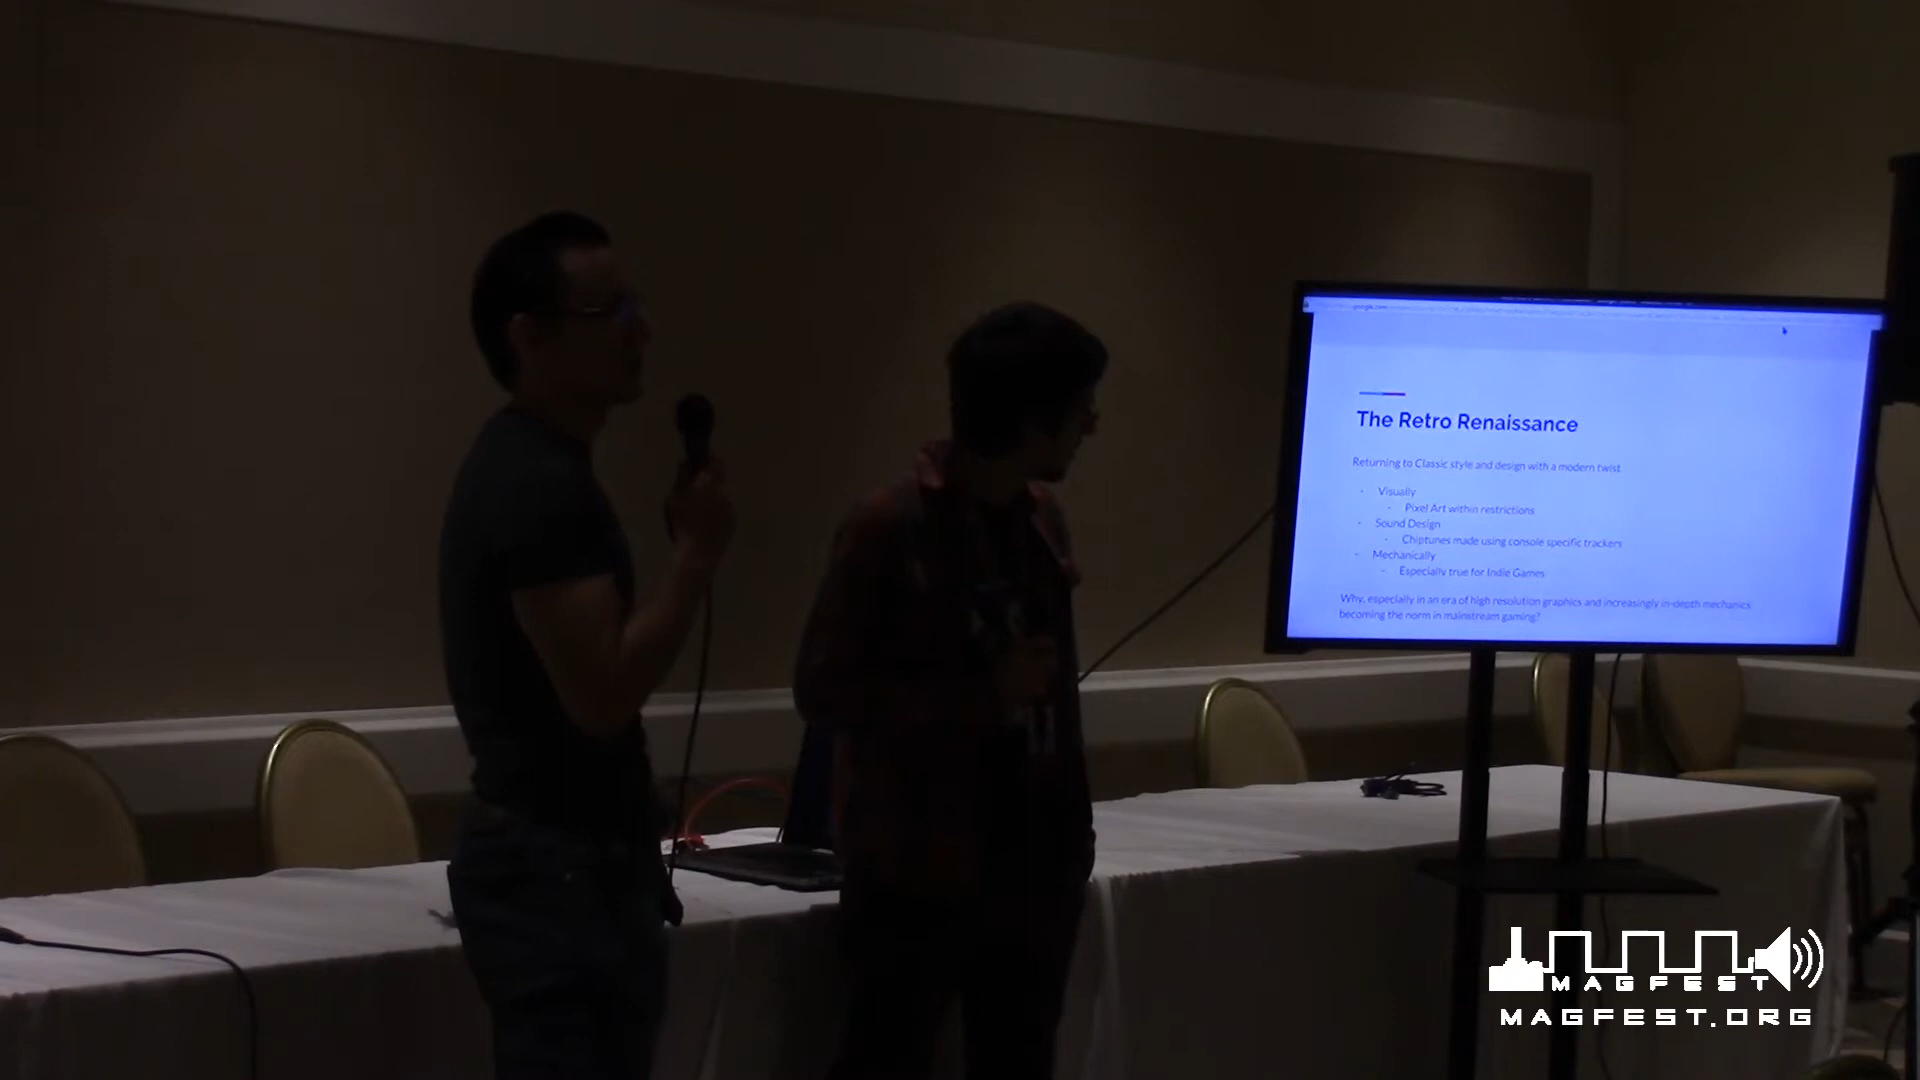 google.com
The Retro Renaissance
Returning to Classic style and design with a modern twist
- Visually
- Pixel Art within restrictions
- Sound Design
- Chiptunes made using console specific trackers
- Mechanically
- Especially true for Indie Games
Why, especially in an era of high resolution graphics and increasingly in-depth mechanics
becoming the norm in mainstream gaming?
MAGFEST
MAGFEST.ORG